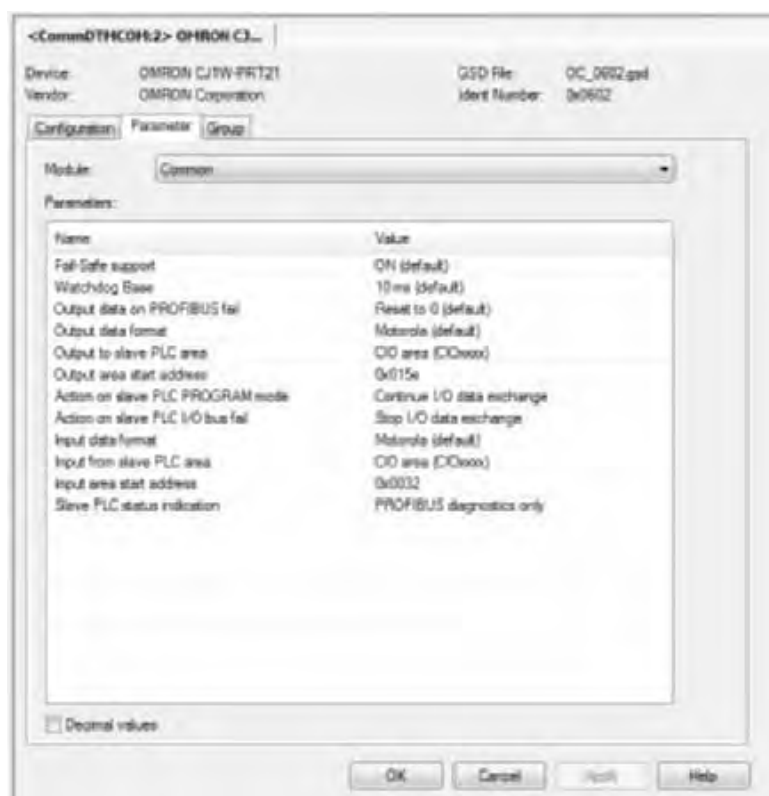 <CommDTMCOM:2> OMRON CJ...
Device: OMRON CJ1W-PRT21 GSD File: OC_0602.gsd
Vendor: OMRON Corporation Ident Number: 0x0602
Configuration Parameter Group
Module: Common
Parameters:
Name Value
Fail-Safe support ON (default)
Watchdog Base 10 ms (default)
Output data on PROFIBUS fail Reset to 0 (default)
Output data format Motorola (default)
Output to slave PLC area CIO area (CIOxxxx)
Output area start address 0x015e
Action on slave PLC PROGRAM mode Continue I/O data exchange
Action on slave PLC I/O bus fail Stop I/O data exchange
Input data format Motorola (default)
Input from slave PLC area CIO area (CIOxxxx)
Input area start address 0x0032
Slave PLC status indication PROFIBUS diagnostics only
Decimal values
OK Cancel Apply Help